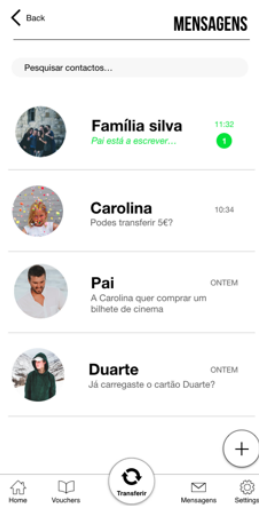 Back
MENSAGENS
Pesquisar contactos...
Família silva
11:32
Pai está a escrever...
1
Carolina
10:34
Podes transferir 5€?
Pai
ONTEM
A Carolina quer comprar um
bilhete de cinema
Duarte
ONTEM
Já carregaste o cartão Duarte?
+
Home
Vouchers
Transferir
Mensagens
Settings